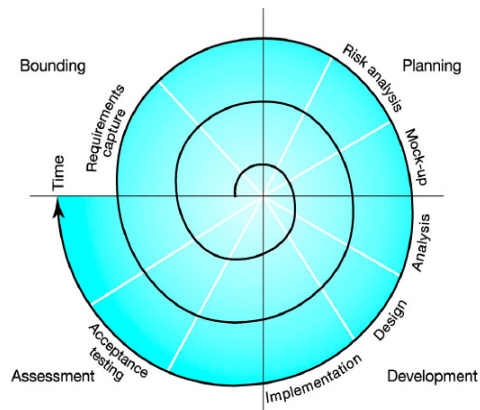 Bounding
Planning
Risk analysis
Requirements
capture
Mock-up
Time
Analysis
Design
Acceptance
testing
Implementation
Assessment
Development